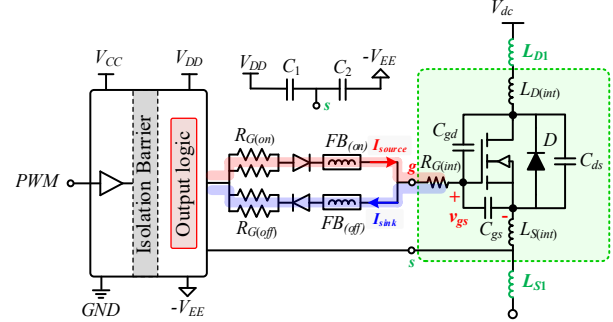 V_dc
L_D1
V_CC
V_DD
V_DD
C_1
C_2
-V_EE
s
L_D(int)
R_G(on)
FB_(on)
I_source
C_gd
D
C_ds
PWM
Isolation Barrier
Output logic
g
R_G(int)
+
v_gs
-
C_gs
R_G(off)
FB_(off)
I_sink
L_S(int)
s
L_S1
GND
-V_EE